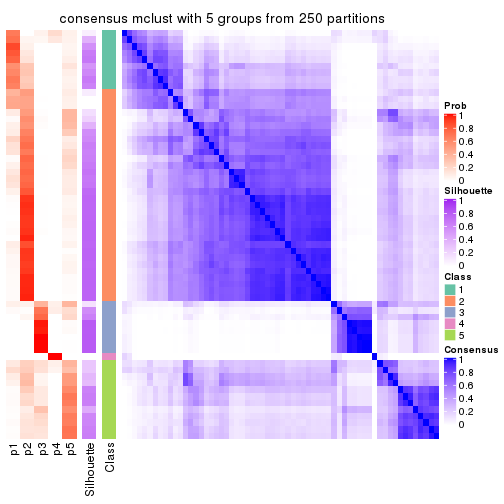 consensus mclust with 5 groups from 250 partitions
Prob
1
0.8
0.6
0.4
0.2
0
Silhouette
1
0.8
0.6
0.4
0.2
0
Class
1
2
3
4
5
Consensus
1
0.8
0.6
0.4
0.2
0
p1
p2
p3
p4
p5
Silhouette
Class